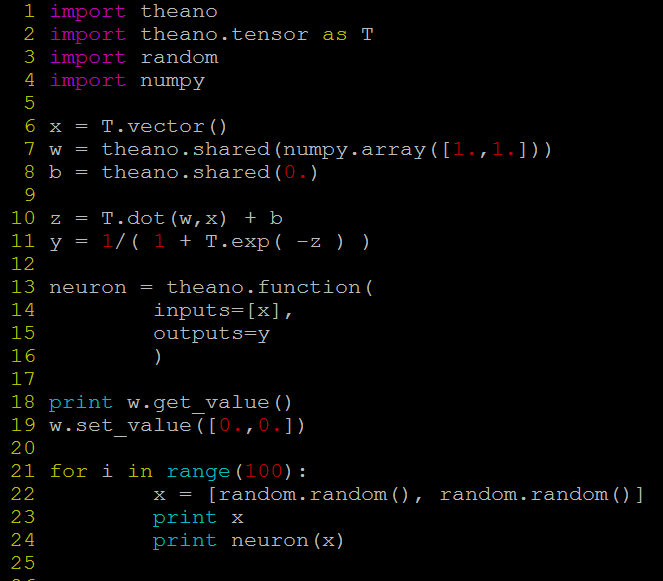 1 import theano
2 import theano.tensor as T
3 import random
4 import numpy
5
6 x = T.vector()
7 w = theano.shared(numpy.array([1.,1.]))
8 b = theano.shared(0.)
9
10 z = T.dot(w,x) + b
11 y = 1/( 1 + T.exp( -z ) )
12
13 neuron = theano.function(
14         inputs=[x],
15         outputs=y
16         )
17
18 print w.get_value()
19 w.set_value([0.,0.])
20
21 for i in range(100):
22         x = [random.random(), random.random()]
23         print x
24         print neuron(x)
25